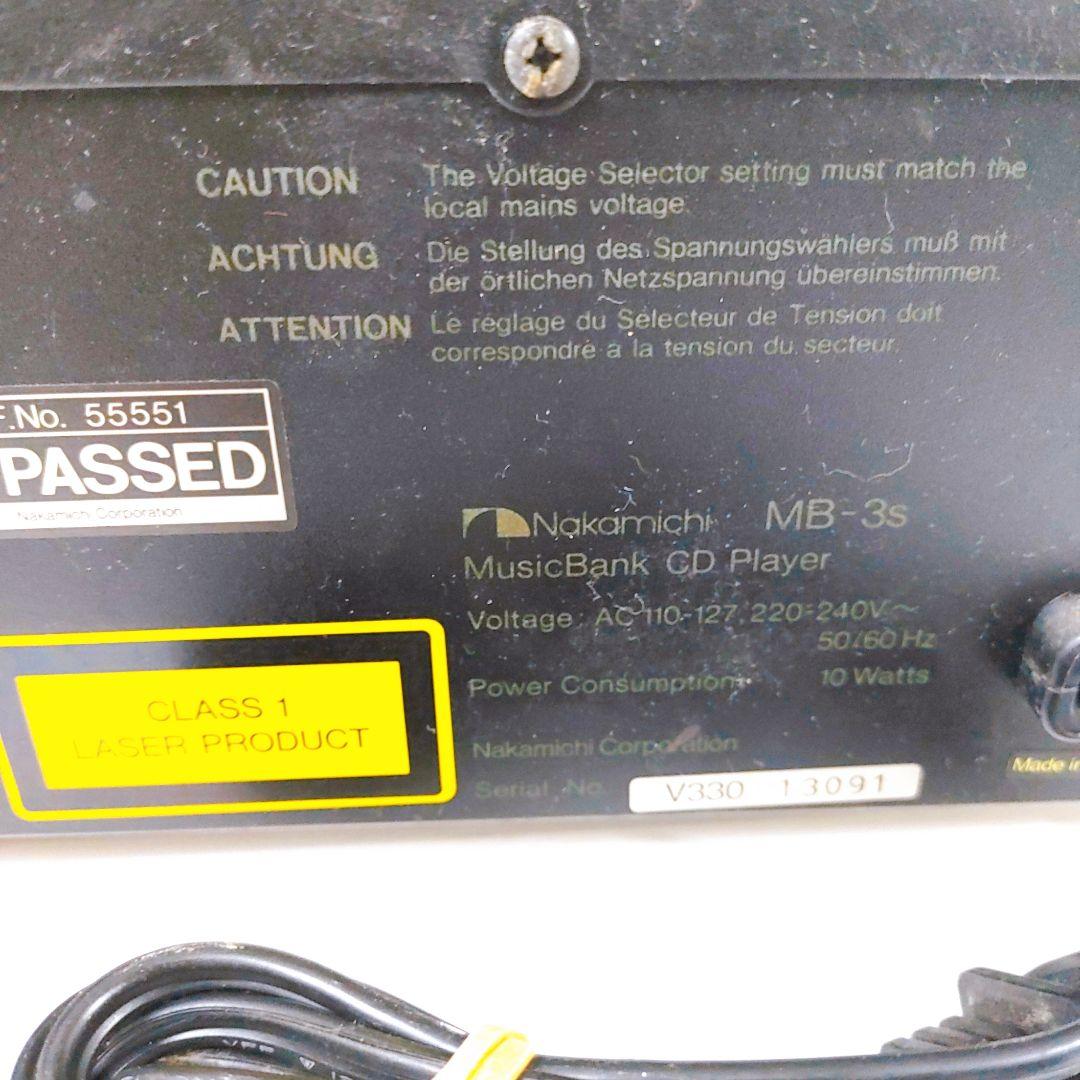 CAUTION The Voltage Selector setting must match the
local mains voltage.
ACHTUNG Die Stellung des Spannungswählers muß mit
der örtlichen Netzspannung übereinstimmen.
ATTENTION Le réglage du Sélecteur de Tension doit
correspondre à la tension du secteur.
F.No. 55551
PASSED
Nakamichi Corporation
Nakamichi MB-3s
MusicBank CD Player
Voltage: AC 110-127, 220-240V~
50/60 Hz
Power Consumption: 10 Watts
Nakamichi Corporation
Serial No. V330 13091
CLASS 1
LASER PRODUCT
Made in